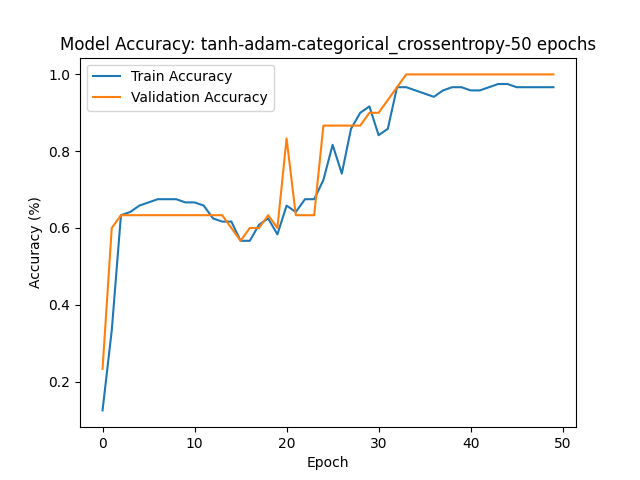 Model Accuracy: tanh-adam-categorical_crossentropy-50 epochs
Train Accuracy
Validation Accuracy
1.0
0.8
0.6
0.4
0.2
Accuracy (%)
0 10 20 30 40 50
Epoch